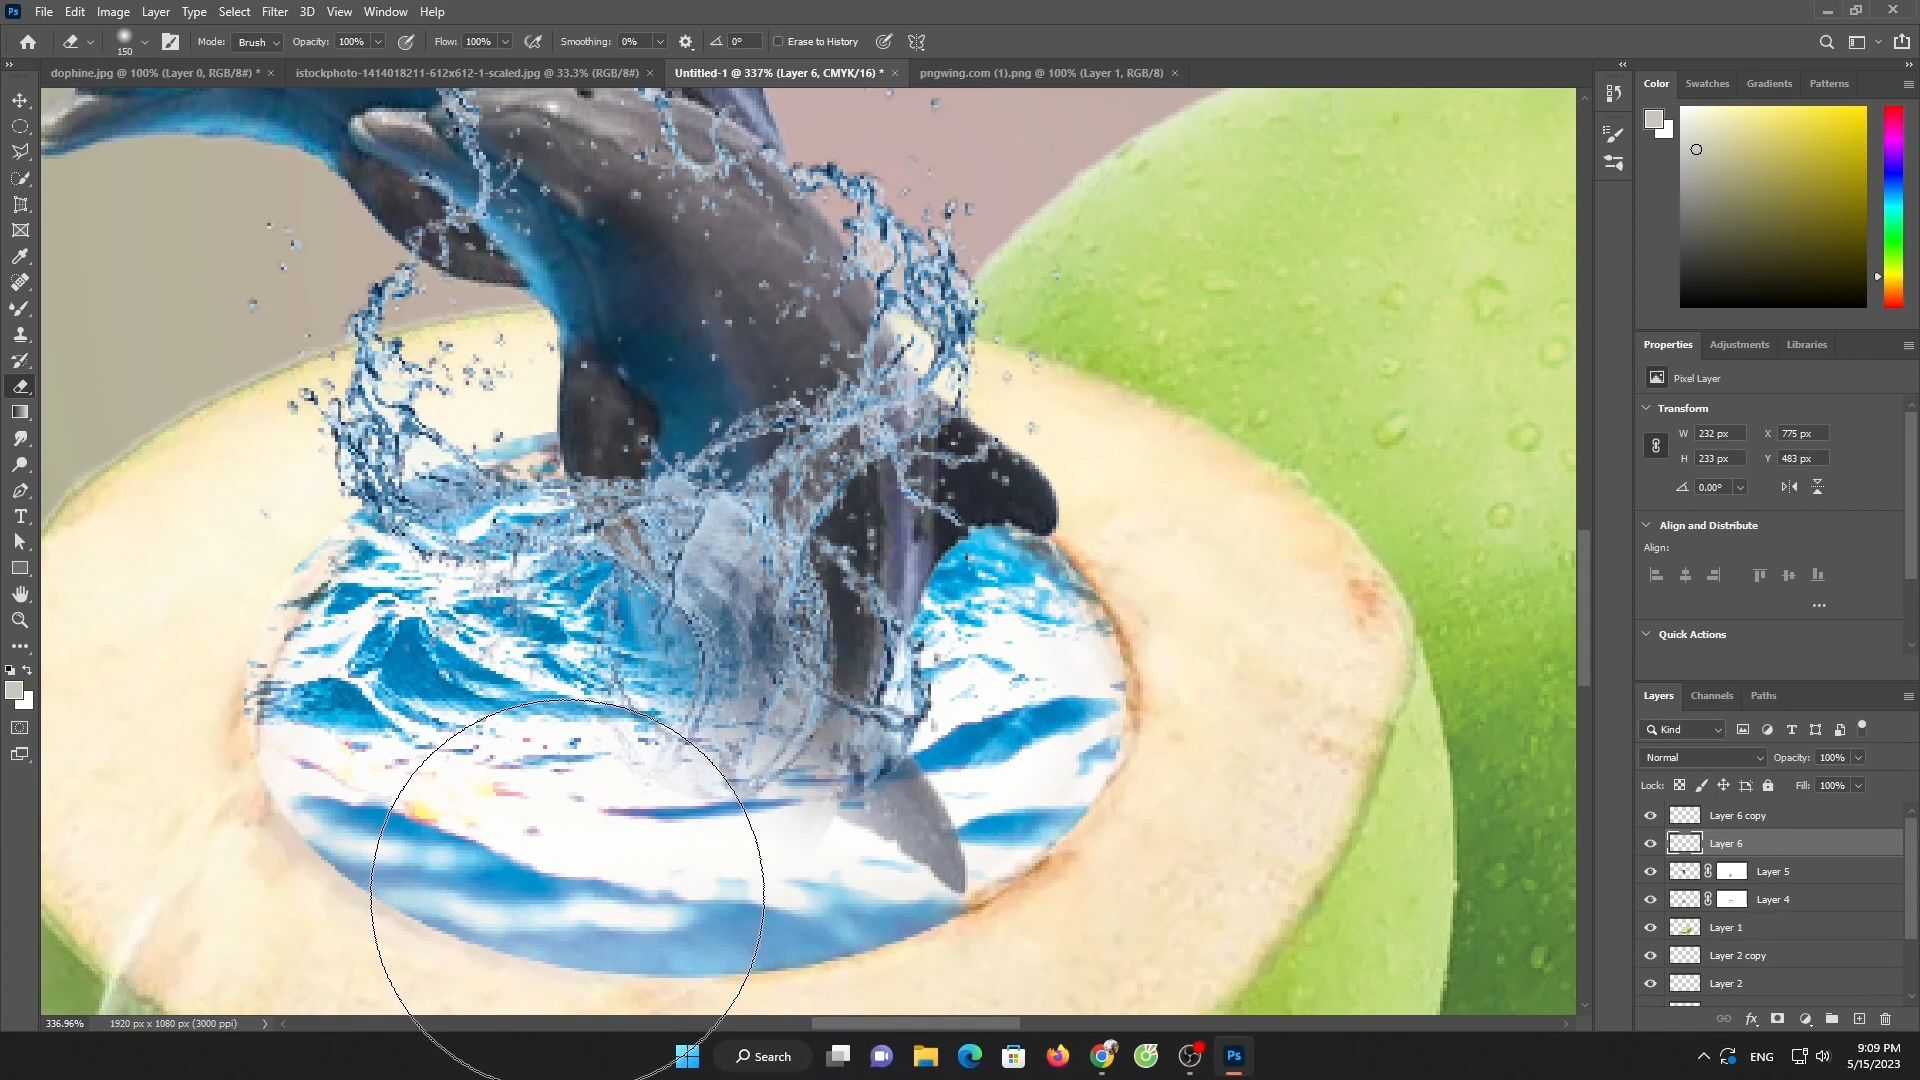 Ps File Edit Image Layer Type Select Filter 3D View Window Help
150 Mode: Brush Opacity: 100% Flow: 100% Smoothing: 0% 0° Erase to History
dophine.jpg @ 100% (Layer 0, RGB/8#) * istockphoto-1414018211-612x612-1-scaled.jpg @ 33.3% (RGB/8#) Untitled-1 @ 337% (Layer 6, CMYK/16) * pngwing.com (1).png @ 100% (Layer 1, RGB/8)
Color Swatches Gradients Patterns
Properties Adjustments Libraries
Pixel Layer
Transform
W 232 px X 775 px
H 233 px Y 483 px
0.00°
Align and Distribute
Align:
Quick Actions
Layers Channels Paths
Kind
Normal Opacity: 100%
Lock: Fill: 100%
Layer 6 copy
Layer 6
Layer 5
Layer 4
Layer 1
Layer 2 copy
Layer 2
336.96% 1920 px x 1080 px (3000 ppi)
fx
Search Ps ENG 9:09 PM
5/15/2023